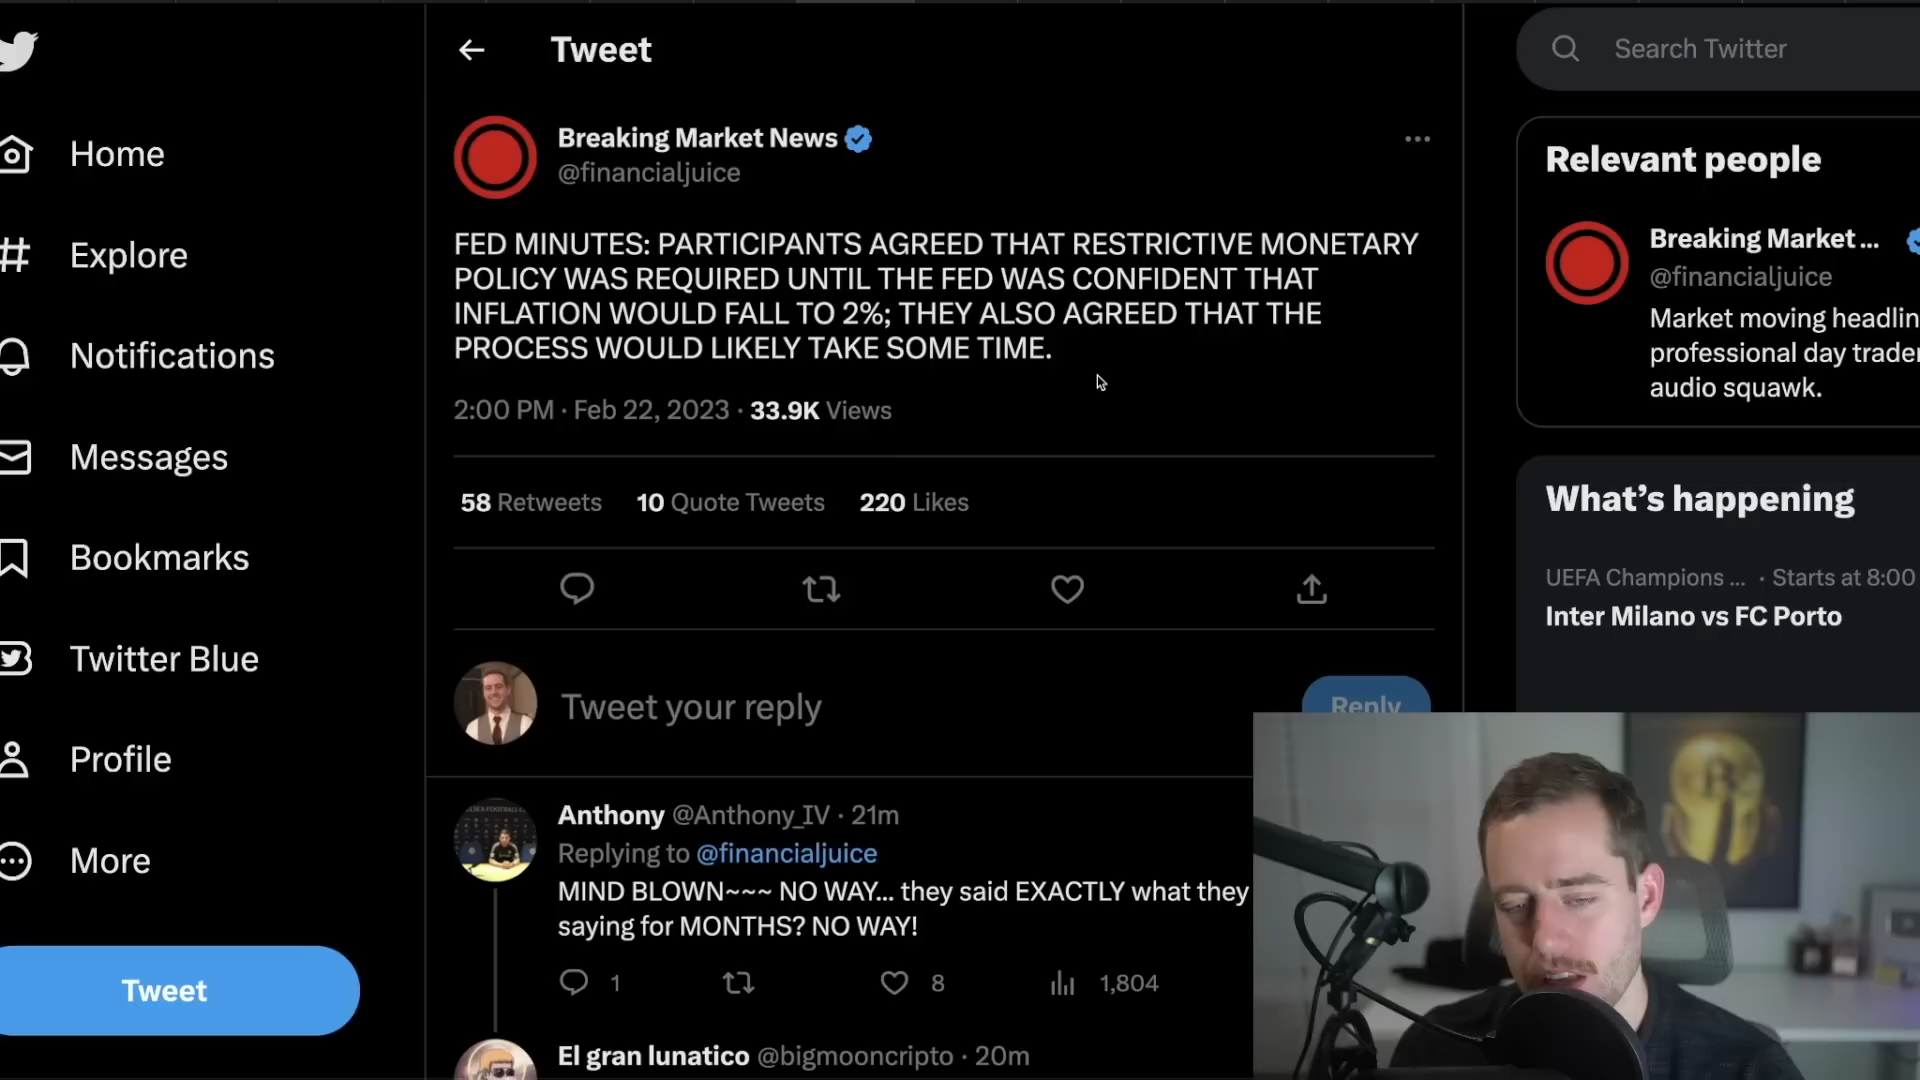 Tweet
Search Twitter
Home
Explore
Notifications
Messages
Bookmarks
Twitter Blue
Profile
More
Tweet
Breaking Market News
@financialjuice
FED MINUTES: PARTICIPANTS AGREED THAT RESTRICTIVE MONETARY
POLICY WAS REQUIRED UNTIL THE FED WAS CONFIDENT THAT
INFLATION WOULD FALL TO 2%; THEY ALSO AGREED THAT THE
PROCESS WOULD LIKELY TAKE SOME TIME.
2:00 PM · Feb 22, 2023 · 33.9K Views
58 Retweets 10 Quote Tweets 220 Likes
Tweet your reply
Reply
Anthony @Anthony_IV · 21m
Replying to @financialjuice
MIND BLOWN~~~ NO WAY... they said EXACTLY what they
saying for MONTHS? NO WAY!
1 8 1,804
El gran lunatico @bigmooncripto · 20m
Relevant people
Breaking Market ...
@financialjuice
Market moving headlin
professional day trader
audio squawk.
What's happening
UEFA Champions ... · Starts at 8:00
Inter Milano vs FC Porto